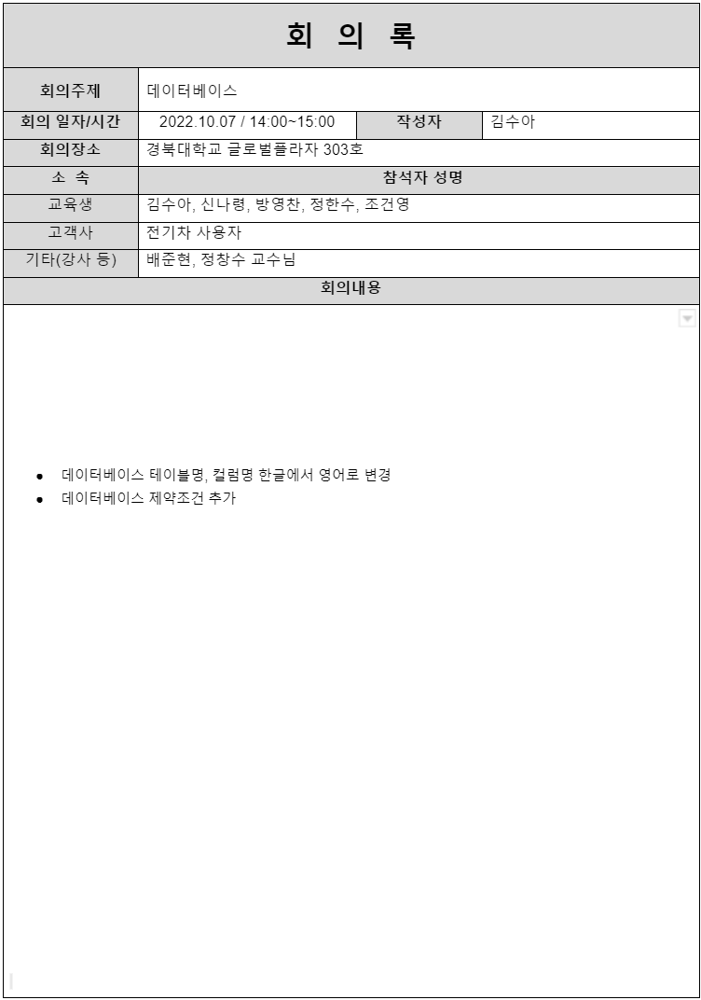 회 의 록
회의주제 데이터베이스
회의 일자/시간 2022.10.07 / 14:00~15:00 작성자 김수아
회의장소 경북대학교 글로벌플라자 303호
소 속 참석자 성명
교육생 김수아, 신나령, 방영찬, 정한수, 조건영
고객사 전기차 사용자
기타(강사 등) 배준현, 정창수 교수님
회의내용
● 데이터베이스 테이블명, 컬럼명 한글에서 영어로 변경
● 데이터베이스 제약조건 추가